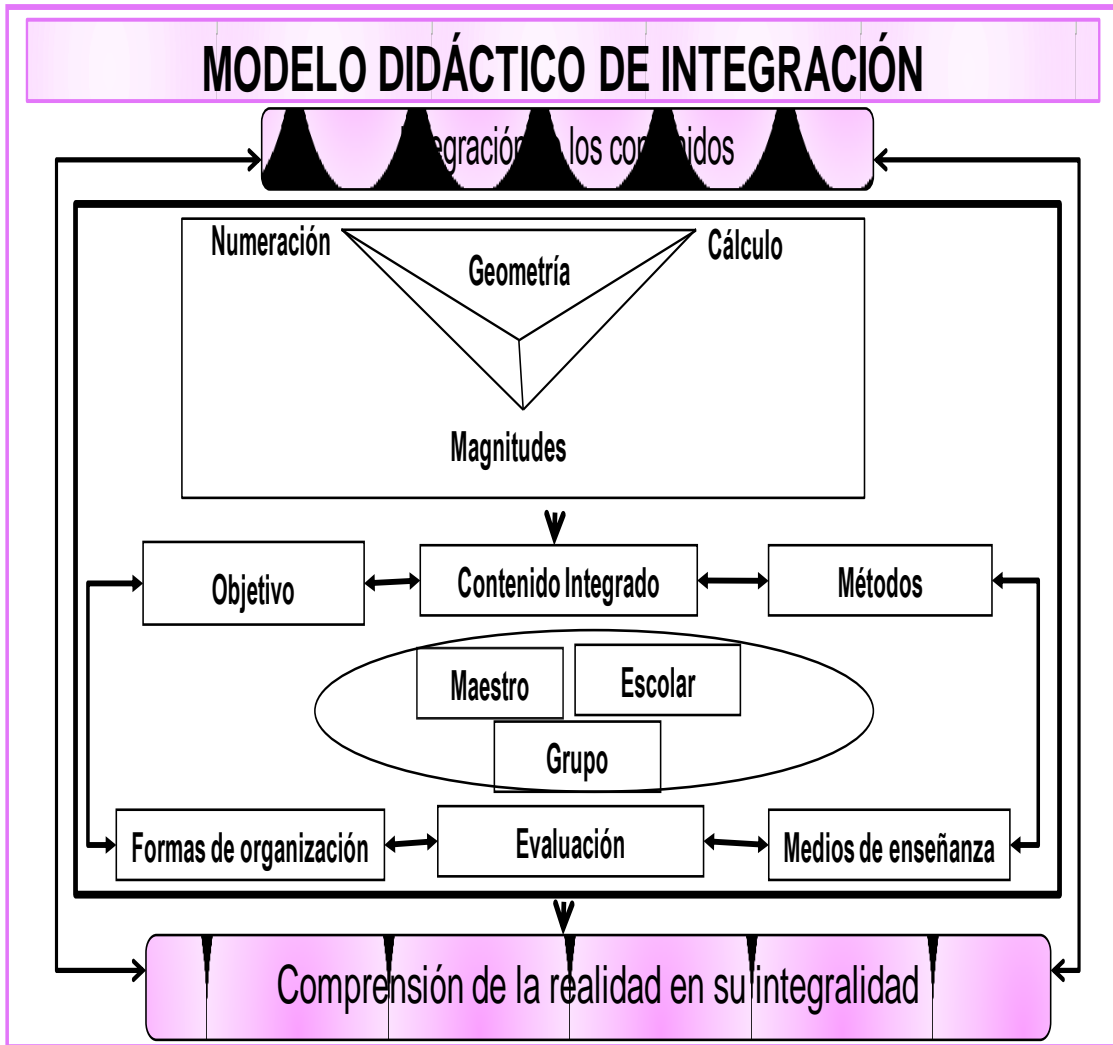 MODELO DIDÁCTICO DE INTEGRACIÓN
los
Numeración
Cálculo
Geometría
Magnitudes
Objetivo
Contenido Integrado
Métodos
Maestro
Escolar
Grupo
Formas de organización
Evaluación
Medios de enseñanza
Comprensión de la realidad en su integralidad